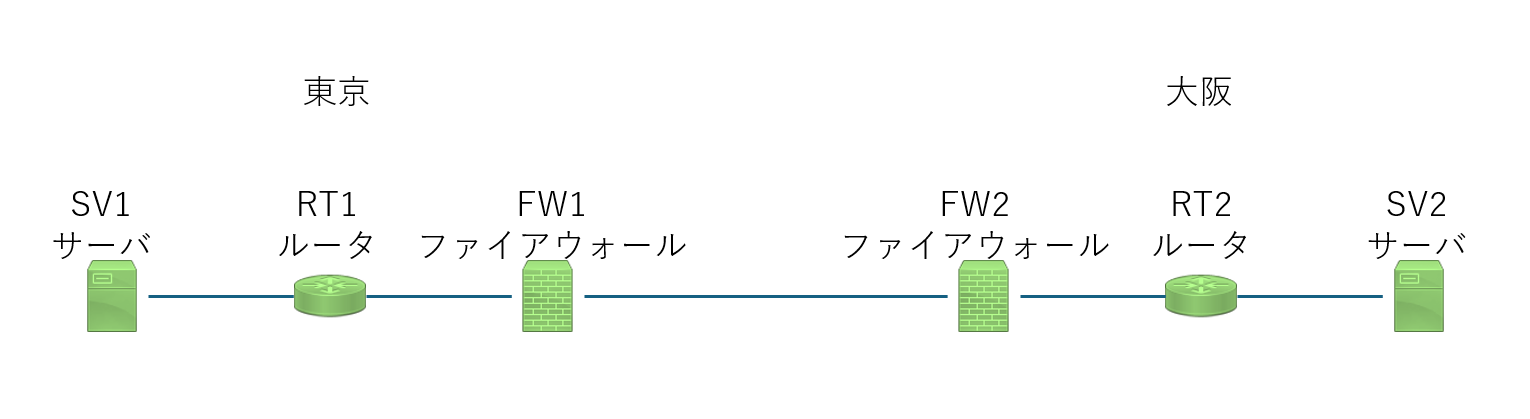 東京
大阪
SV1
サーバ
RT1
ルータ
FW1
ファイアウォール
FW2
ファイアウォール
RT2
ルータ
SV2
サーバ